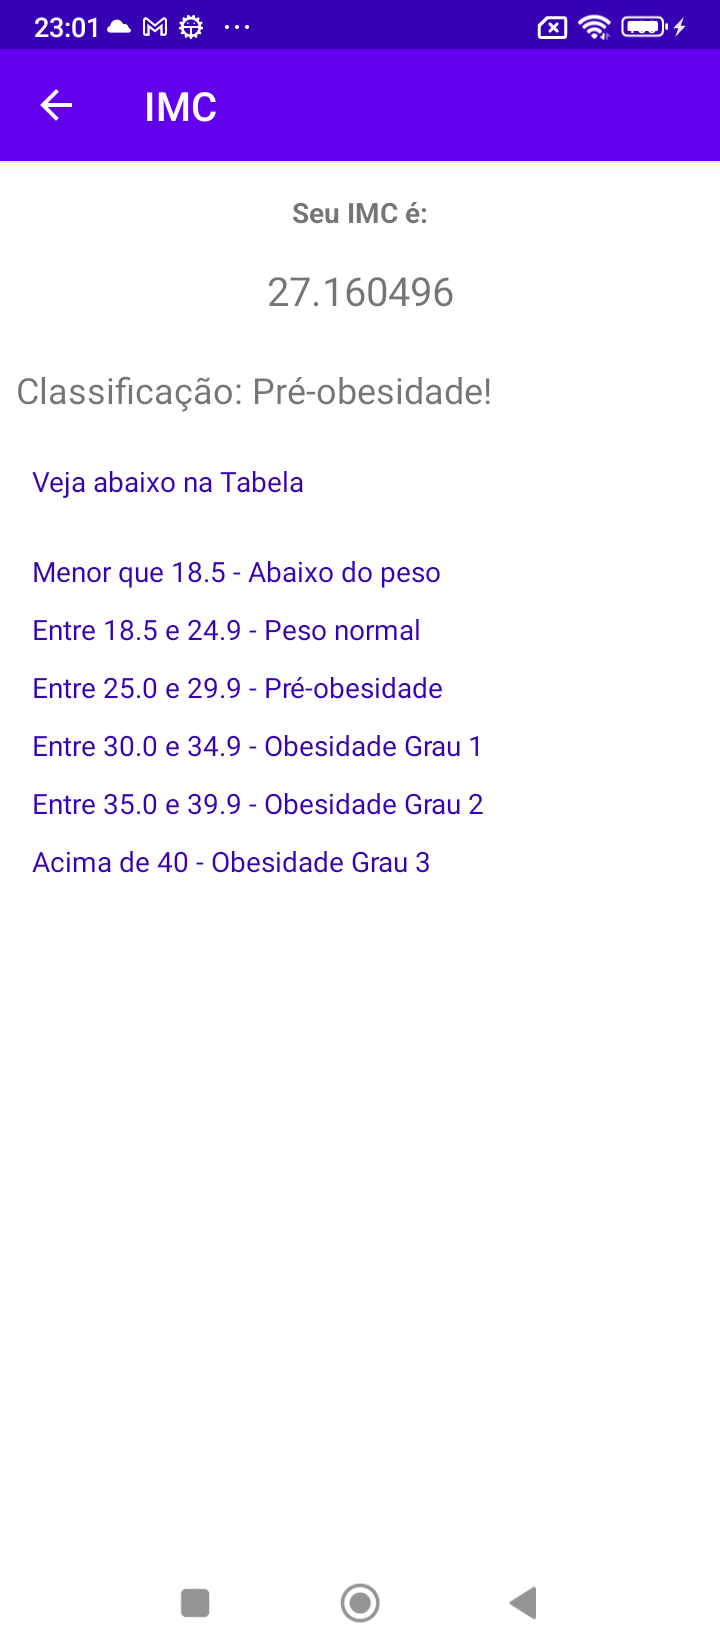 23:01
IMC
Seu IMC é:
27.160496
Classificação: Pré-obesidade!
Veja abaixo na Tabela
Menor que 18.5 - Abaixo do peso
Entre 18.5 e 24.9 - Peso normal
Entre 25.0 e 29.9 - Pré-obesidade
Entre 30.0 e 34.9 - Obesidade Grau 1
Entre 35.0 e 39.9 - Obesidade Grau 2
Acima de 40 - Obesidade Grau 3